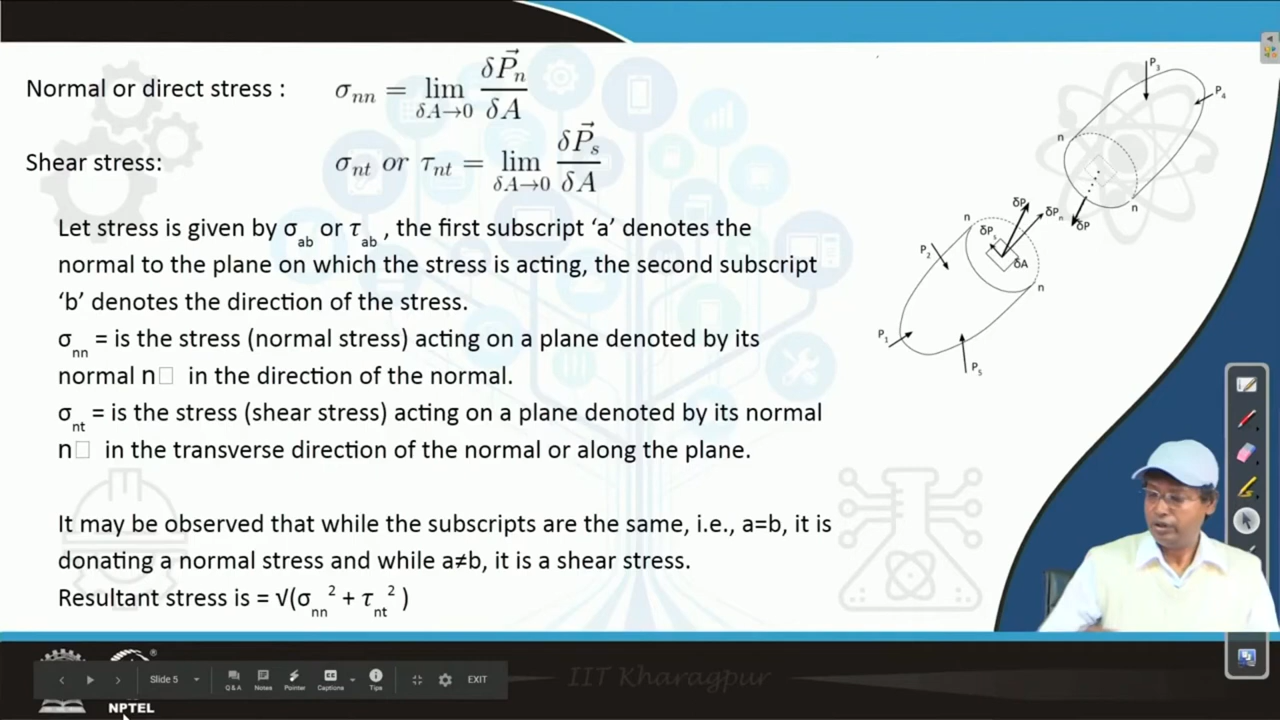 Normal or direct stress : σnn = lim δA→0 δP⃗n / δA
Shear stress: σnt or τnt = lim δA→0 δP⃗s / δA
Let stress is given by σab or τab , the first subscript ‘a’ denotes the
normal to the plane on which the stress is acting, the second subscript
‘b’ denotes the direction of the stress.
σnn = is the stress (normal stress) acting on a plane denoted by its
normal n□ in the direction of the normal.
σnt = is the stress (shear stress) acting on a plane denoted by its normal
n□ in the transverse direction of the normal or along the plane.
It may be observed that while the subscripts are the same, i.e., a=b, it is
donating a normal stress and while a≠b, it is a shear stress.
Resultant stress is = √(σnn² + τnt² )
P3
P4
n
n
δP
δP
δPn
n
δPs
δA
P2
n
P1
P5
Slide 5
Q&A
Notes
Pointer
Captions
Tips
EXIT
IIT Kharagpur
NPTEL
®